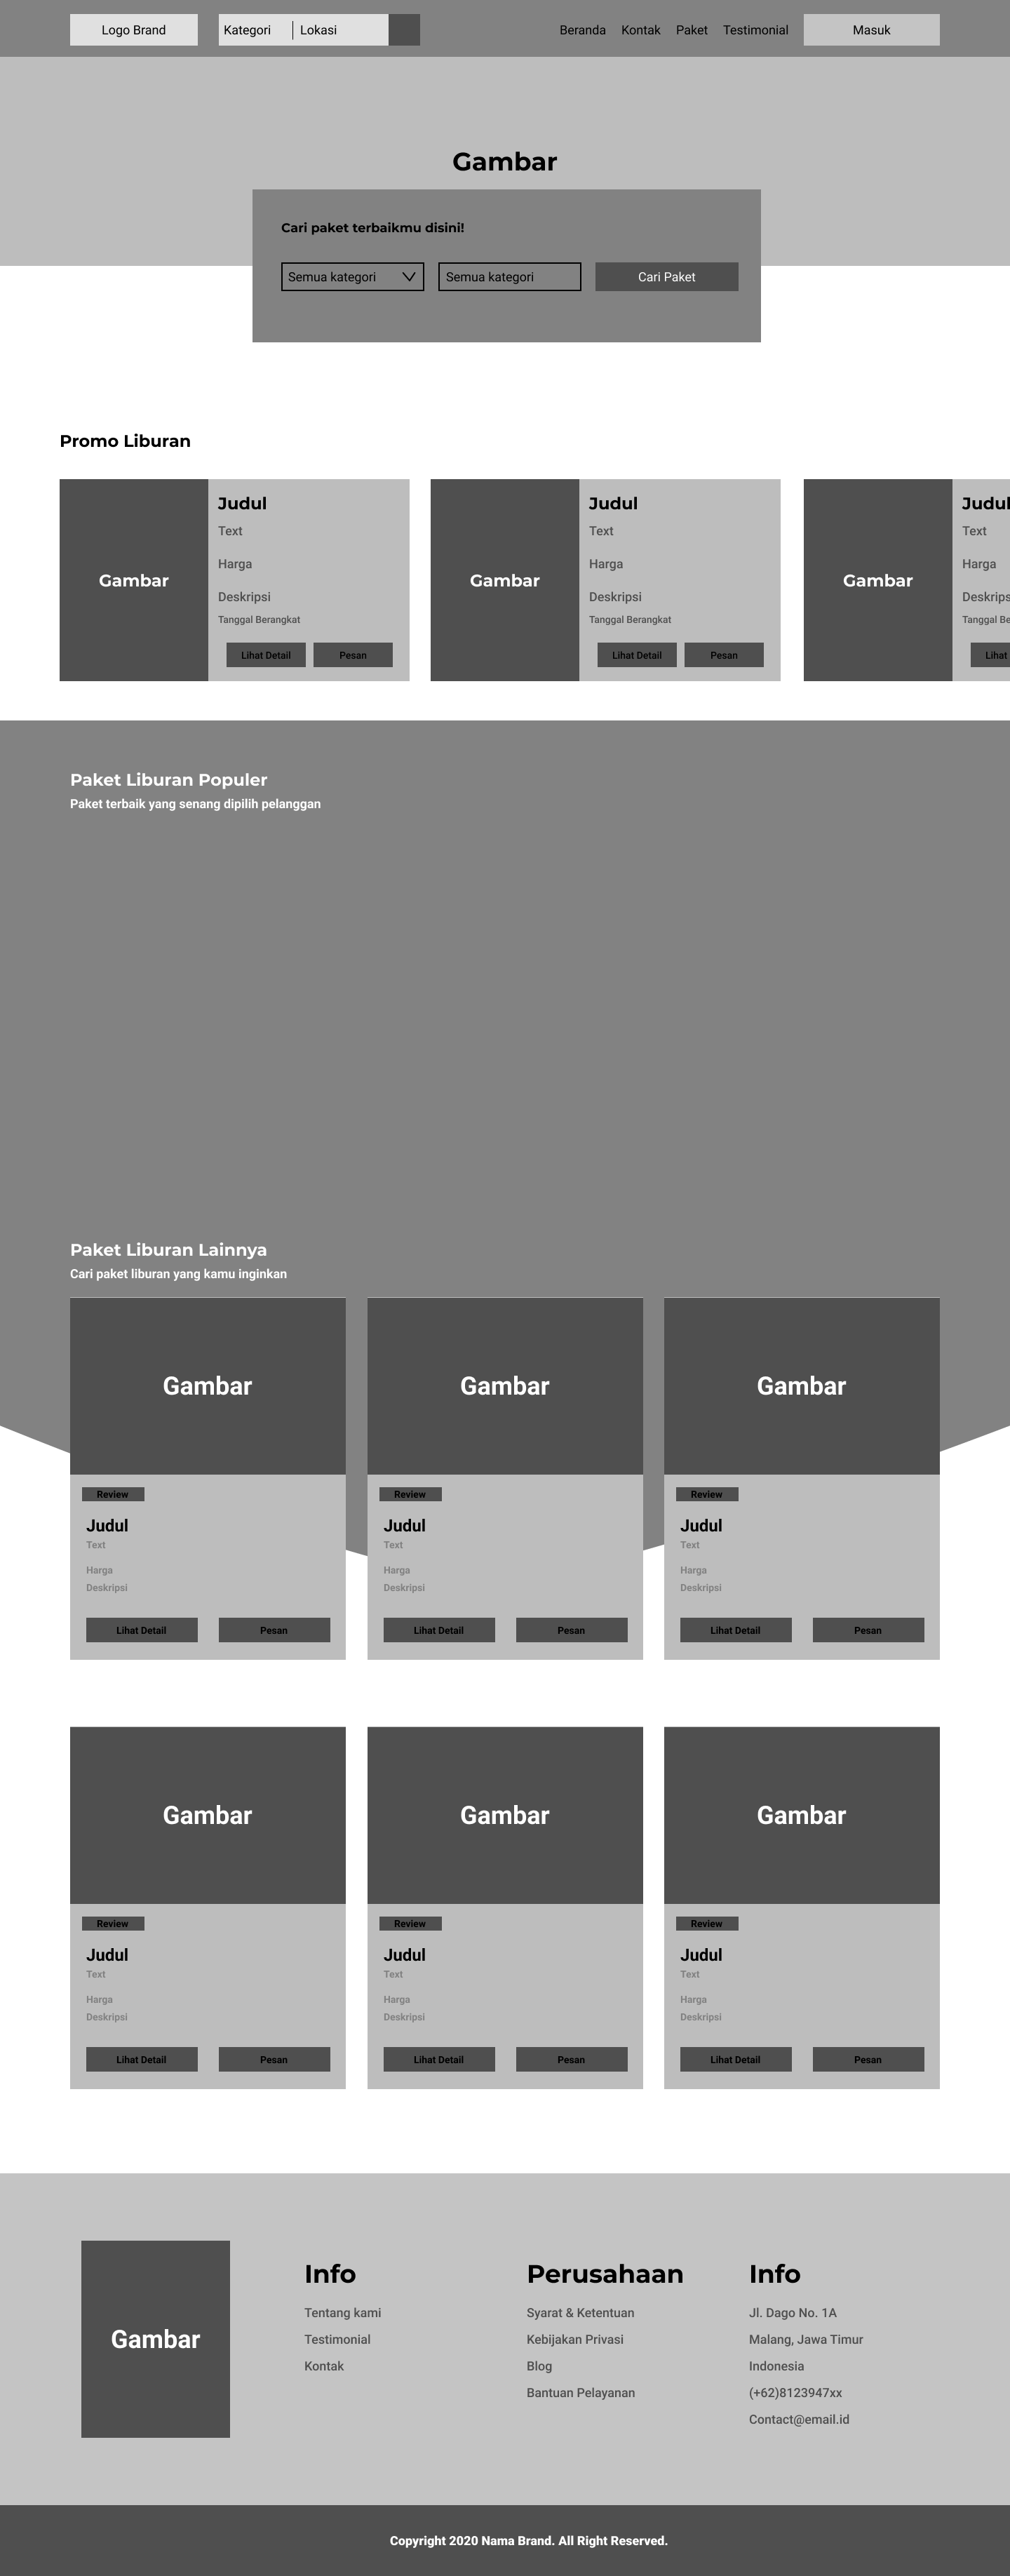 Logo Brand
Kategori
Lokasi
Beranda
Kontak
Paket
Testimonial
Masuk
Gambar
Cari paket terbaikmu disini!
Semua kategori
Semua kategori
Cari Paket
Promo Liburan
Gambar
Judul
Text
Harga
Deskripsi
Tanggal Berangkat
Lihat Detail
Pesan
Gambar
Judul
Text
Harga
Deskripsi
Tanggal Berangkat
Lihat Detail
Pesan
Gambar
Judul
Text
Harga
Deskrips
Tanggal Be
Lihat
Paket Liburan Populer
Paket terbaik yang senang dipilih pelanggan
Paket Liburan Lainnya
Cari paket liburan yang kamu inginkan
Gambar
Review
Judul
Text
Harga
Deskripsi
Lihat Detail
Pesan
Gambar
Review
Judul
Text
Harga
Deskripsi
Lihat Detail
Pesan
Gambar
Review
Judul
Text
Harga
Deskripsi
Lihat Detail
Pesan
Gambar
Review
Judul
Text
Harga
Deskripsi
Lihat Detail
Pesan
Gambar
Review
Judul
Text
Harga
Deskripsi
Lihat Detail
Pesan
Gambar
Review
Judul
Text
Harga
Deskripsi
Lihat Detail
Pesan
Gambar
Info
Tentang kami
Testimonial
Kontak
Perusahaan
Syarat & Ketentuan
Kebijakan Privasi
Blog
Bantuan Pelayanan
Info
Jl. Dago No. 1A
Malang, Jawa Timur
Indonesia
(+62)8123947xx
Contact@email.id
Copyright 2020 Nama Brand. All Right Reserved.